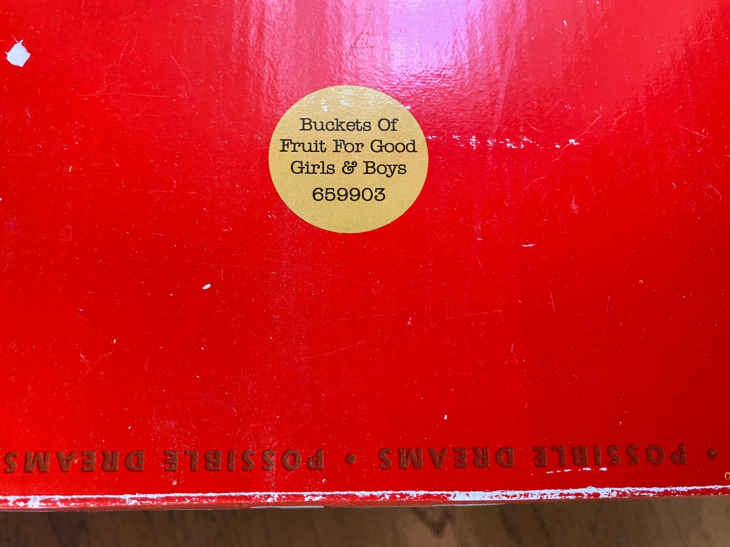 Buckets Of
Fruit For Good
Girls & Boys
659903
• POSSIBLE DREAMS • POSSIBLE DREAMS